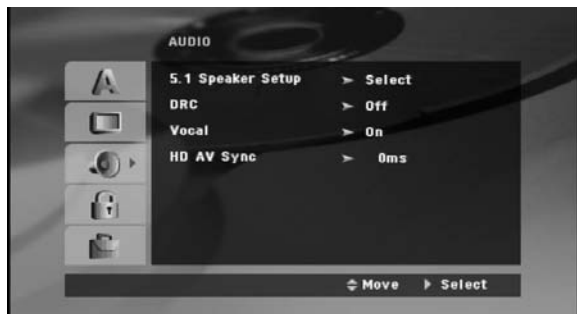 AUDIO
A
5.1 Speaker Setup ➤ Select
DRC ➤ Off
Vocal ➤ On
HD AV Sync ➤ 0ms
Move Select